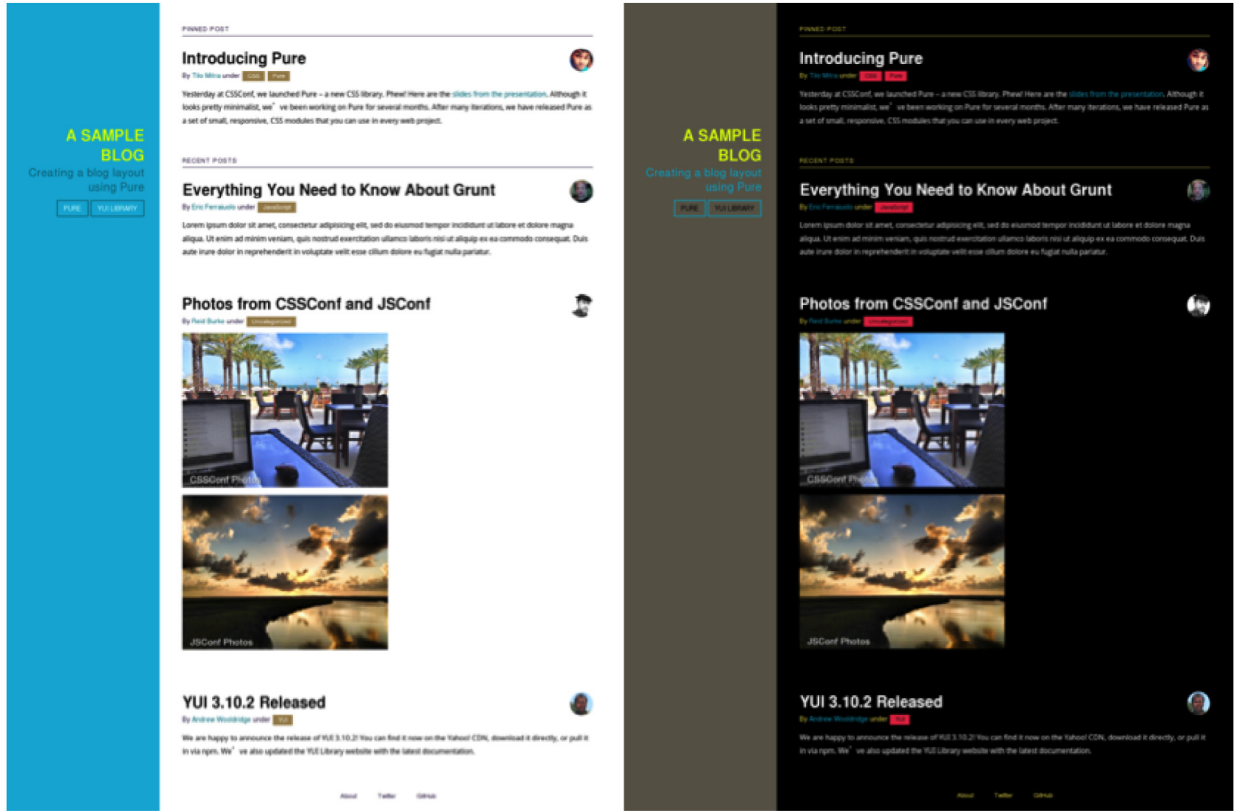 A SAMPLE
BLOG
Creating a blog layout
using Pure
PURE YUI LIBRARY
PINNED POST
Introducing Pure
By Tilo Mitra under CSS Pure
Yesterday at CSSConf, we launched Pure – a new CSS library. Phew! Here are the slides from the presentation. Although it
looks pretty minimalist, we’ ve been working on Pure for several months. After many iterations, we have released Pure as
a set of small, responsive, CSS modules that you can use in every web project.
RECENT POSTS
Everything You Need to Know About Grunt
By Eric Ferraiuolo under JavaScript
Lorem ipsum dolor sit amet, consectetur adipisicing elit, sed do eiusmod tempor incididunt ut labore et dolore magna
aliqua. Ut enim ad minim veniam, quis nostrud exercitation ullamco laboris nisi ut aliquip ex ea commodo consequat. Duis
aute irure dolor in reprehenderit in voluptate velit esse cillum dolore eu fugiat nulla pariatur.
Photos from CSSConf and JSConf
By Reid Burke under Uncategorized
CSSConf Photos
JSConf Photos
YUI 3.10.2 Released
By Andrew Wooldridge under YUI
We are happy to announce the release of YUI 3.10.2! You can find it now on the Yahoo! CDN, download it directly, or pull it
in via npm. We’ ve also updated the YUI Library website with the latest documentation.
About Twitter GitHub
A SAMPLE
BLOG
Creating a blog layout
using Pure
PURE YUI LIBRARY
PINNED POST
Introducing Pure
By Tilo Mitra under CSS Pure
Yesterday at CSSConf, we launched Pure – a new CSS library. Phew! Here are the slides from the presentation. Although it
looks pretty minimalist, we’ ve been working on Pure for several months. After many iterations, we have released Pure as
a set of small, responsive, CSS modules that you can use in every web project.
RECENT POSTS
Everything You Need to Know About Grunt
By Eric Ferraiuolo under JavaScript
Lorem ipsum dolor sit amet, consectetur adipisicing elit, sed do eiusmod tempor incididunt ut labore et dolore magna
aliqua. Ut enim ad minim veniam, quis nostrud exercitation ullamco laboris nisi ut aliquip ex ea commodo consequat. Duis
aute irure dolor in reprehenderit in voluptate velit esse cillum dolore eu fugiat nulla pariatur.
Photos from CSSConf and JSConf
By Reid Burke under Uncategorized
CSSConf Photos
JSConf Photos
YUI 3.10.2 Released
By Andrew Wooldridge under YUI
We are happy to announce the release of YUI 3.10.2! You can find it now on the Yahoo! CDN, download it directly, or pull it
in via npm. We’ ve also updated the YUI Library website with the latest documentation.
About Twitter GitHub